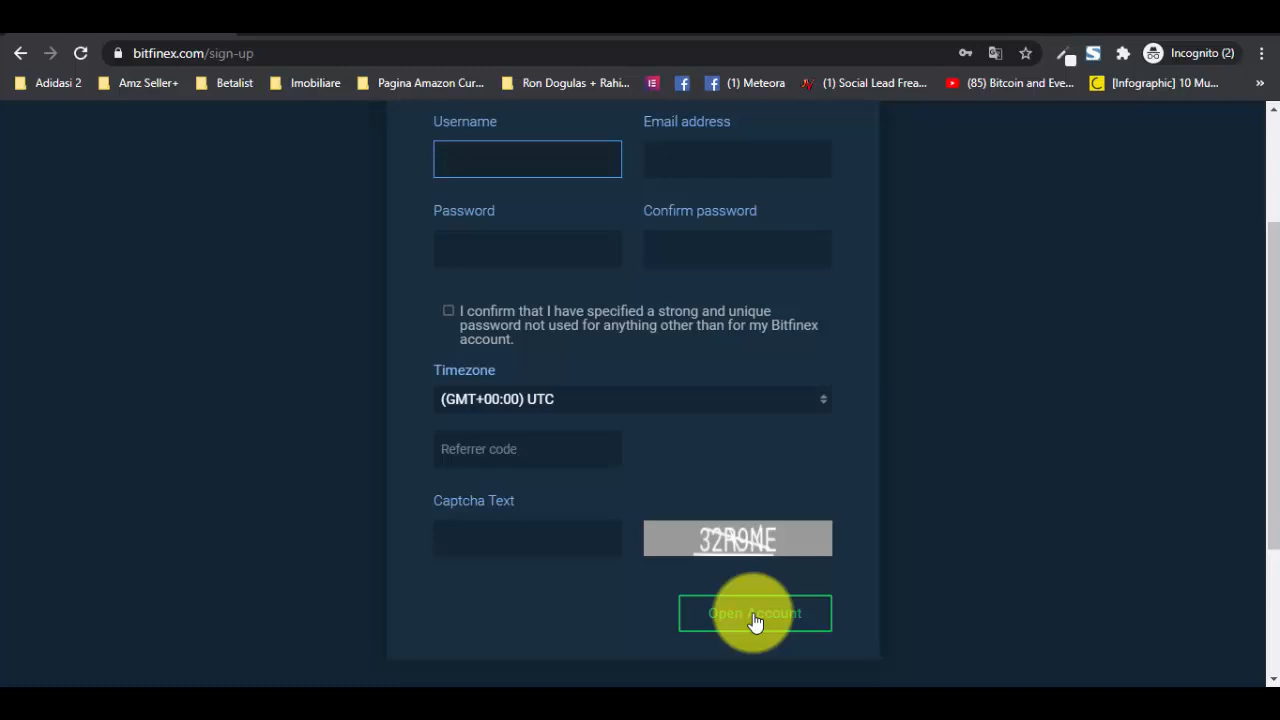 bitfinex.com/sign-up
Incognito (2)
Adidasi 2 Amz Seller+ Betalist Imobiliare Pagina Amazon Cur... Ron Dogulas + Rahi... (1) Meteora (1) Social Lead Frea... (85) Bitcoin and Eve... [Infographic] 10 Mu... »
Username Email address
Password Confirm password
I confirm that I have specified a strong and unique
password not used for anything other than for my Bitfinex
account.
Timezone
(GMT+00:00) UTC
Referrer code
Captcha Text
32R9ME
Open Account